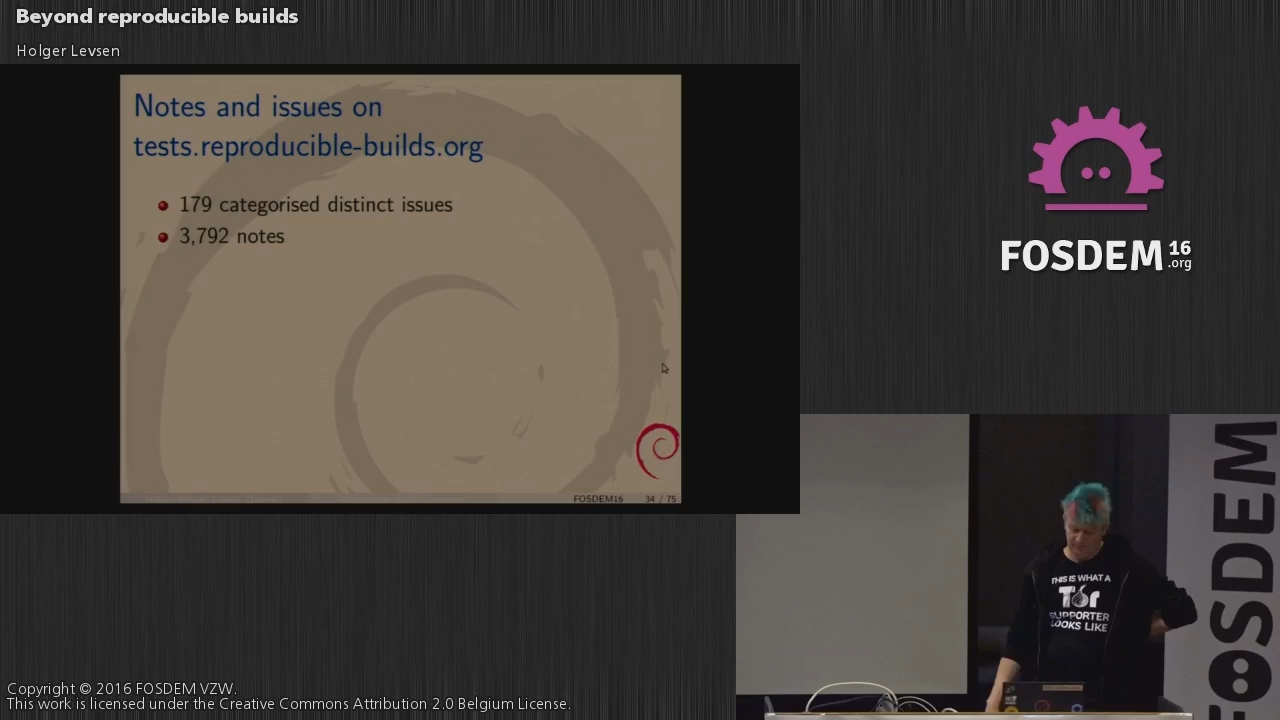 Beyond reproducible builds
Holger Levsen
Notes and issues on
tests.reproducible-builds.org
179 categorised distinct issues
3,792 notes
FOSDEM16 34 / 75
FOSDEM 16
.org
THIS IS WHAT A
Tor
SUPPORTER
LOOKS LIKE
FOSDEM
Copyright © 2016 FOSDEM VZW.
This work is licensed under the Creative Commons Attribution 2.0 Belgium License.